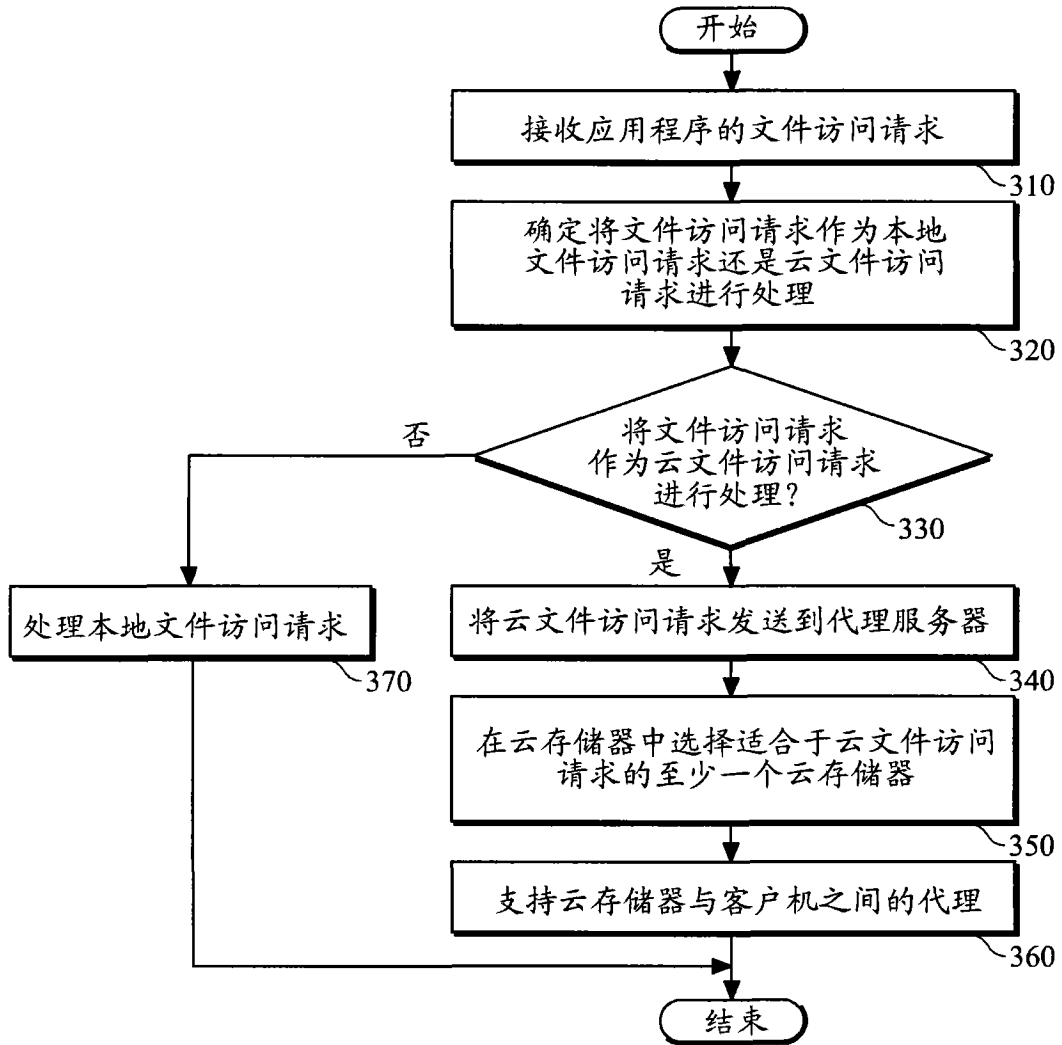 开始
接收应用程序的文件访问请求
310
确定将文件访问请求作为本地
文件访问请求还是云文件访问
请求进行处理
320
将文件访问请求
作为云文件访问请求
进行处理?
330
否
是
处理本地文件访问请求
370
将云文件访问请求发送到代理服务器
340
在云存储器中选择适合于云文件访问
请求的至少一个云存储器
350
支持云存储器与客户机之间的代理
360
结束